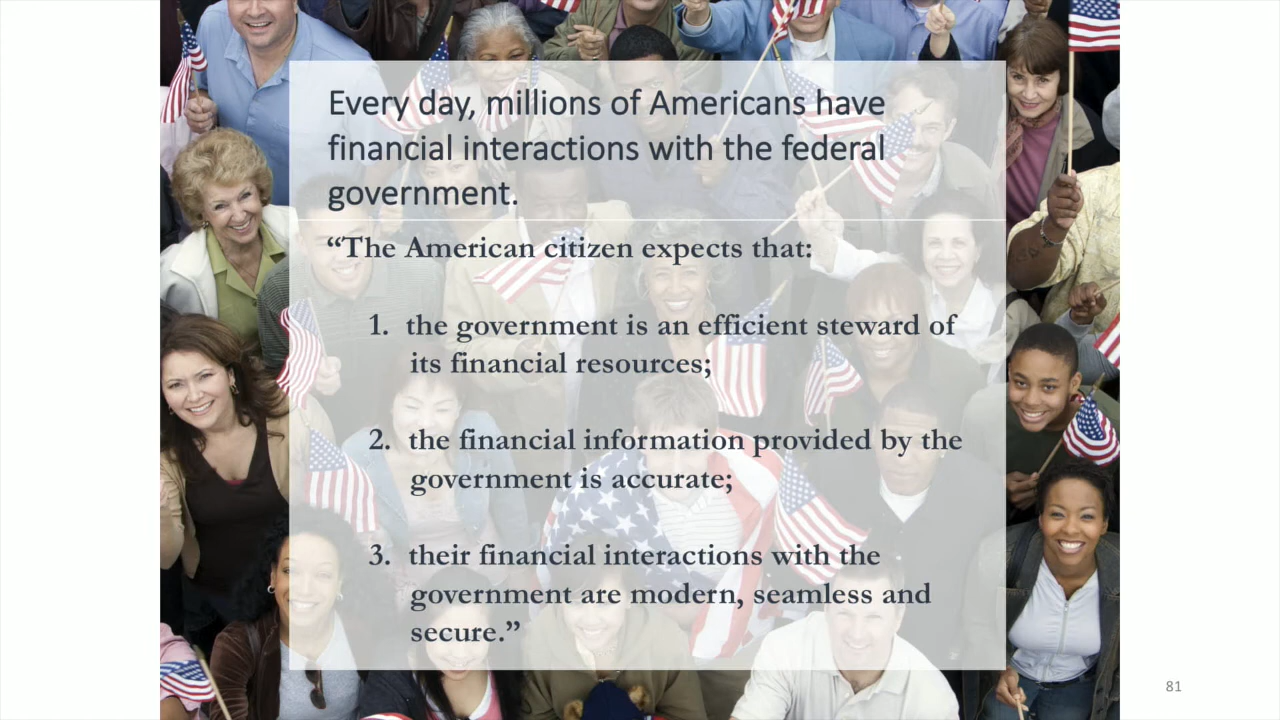 Every day, millions of Americans have
financial interactions with the federal
government.
“The American citizen expects that:
1. the government is an efficient steward of
its financial resources;
2. the financial information provided by the
government is accurate;
3. their financial interactions with the
government are modern, seamless and
secure.”
81